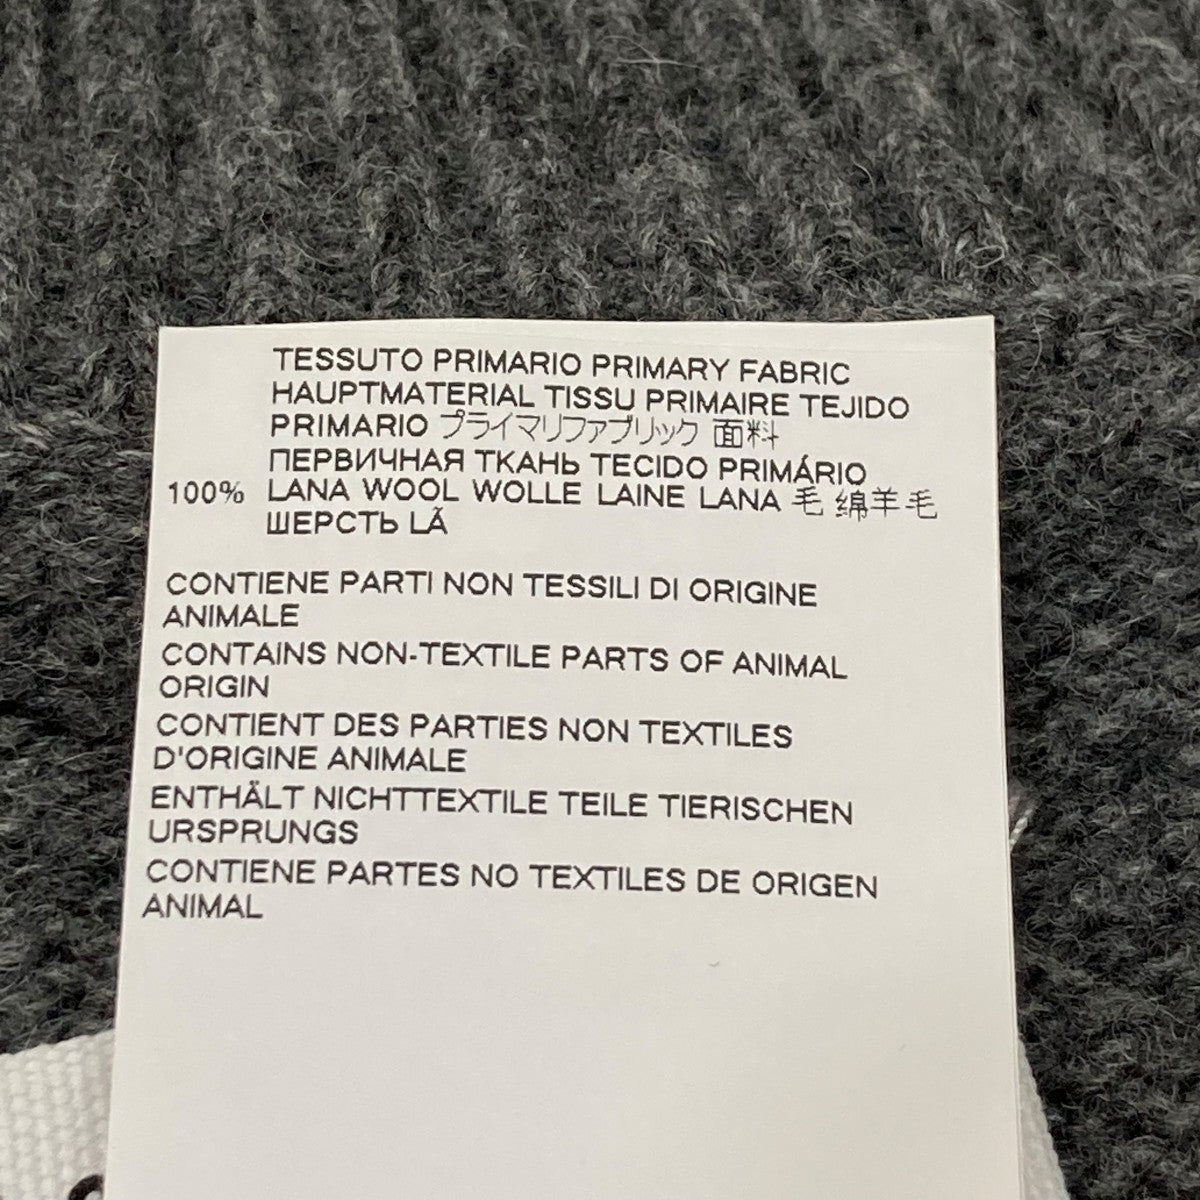 TESSUTO PRIMARIO PRIMARY FABRIC
HAUPTMATERIAL TISSU PRIMAIRE TEJIDO
PRIMARIO プライマリファブリック 面料
ПЕРВИЧНАЯ ТКАНЬ TECIDO PRIMÁRIO
100% LANA WOOL WOLLE LAINE LANA 毛 绵羊毛
ШЕРСТЬ LÃ
CONTIENE PARTI NON TESSILI DI ORIGINE
ANIMALE
CONTAINS NON-TEXTILE PARTS OF ANIMAL
ORIGIN
CONTIENT DES PARTIES NON TEXTILES
D'ORIGINE ANIMALE
ENTHÄLT NICHTTEXTILE TEILE TIERISCHEN
URSPRUNGS
CONTIENE PARTES NO TEXTILES DE ORIGEN
ANIMAL